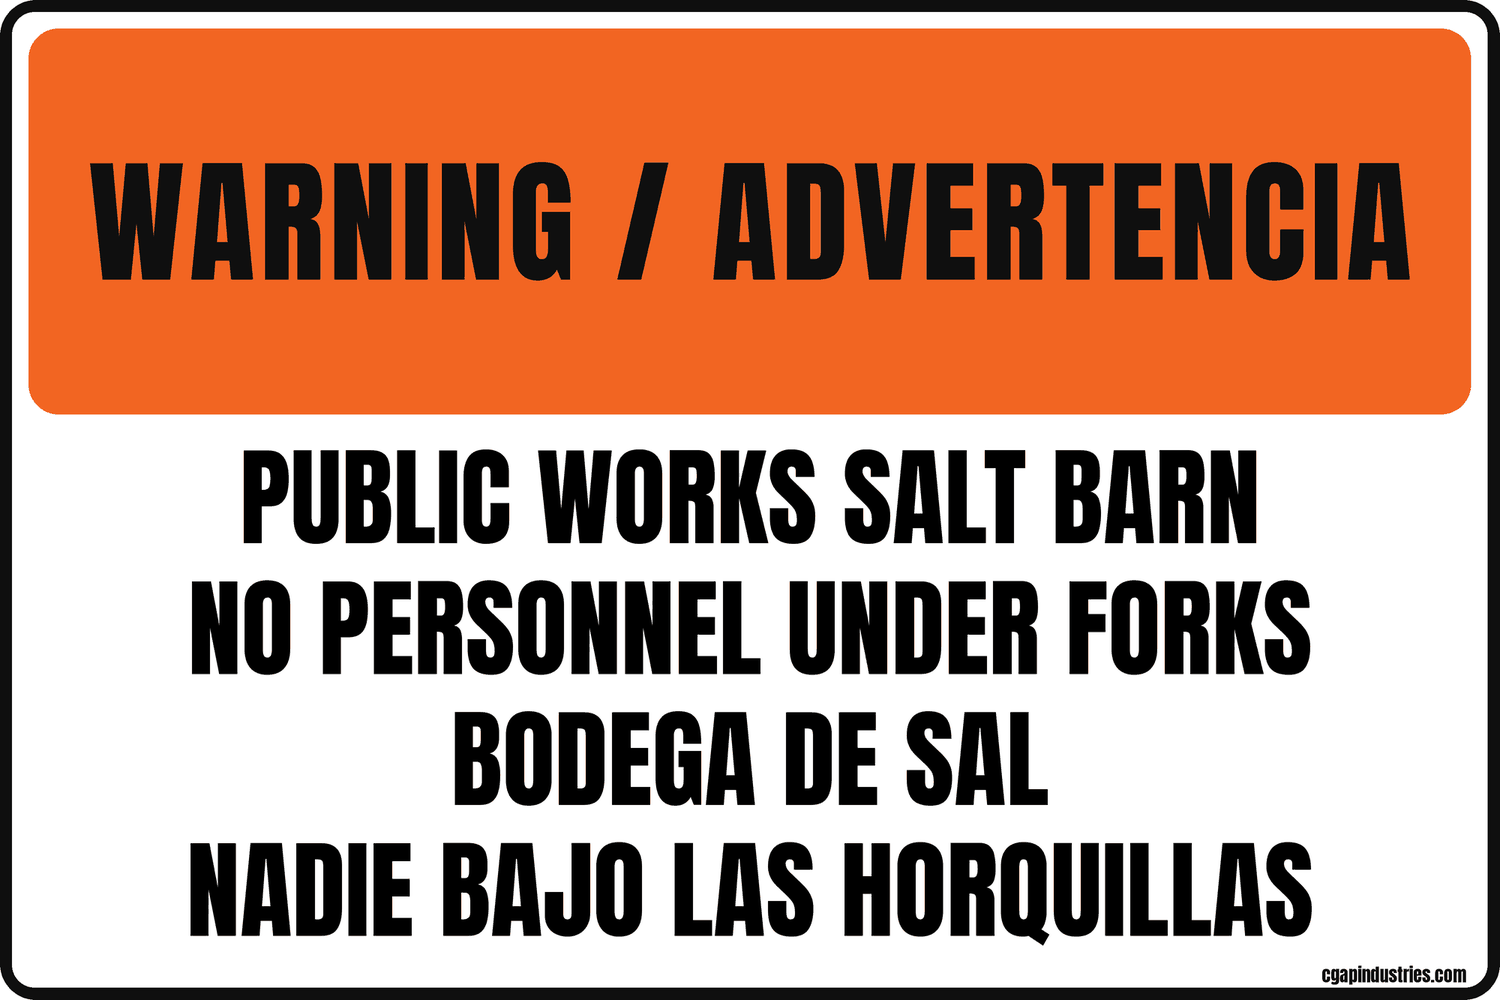 WARNING / ADVERTENCIA
PUBLIC WORKS SALT BARN
NO PERSONNEL UNDER FORKS
BODEGA DE SAL
NADIE BAJO LAS HORQUILLAS
cgapindustries.com